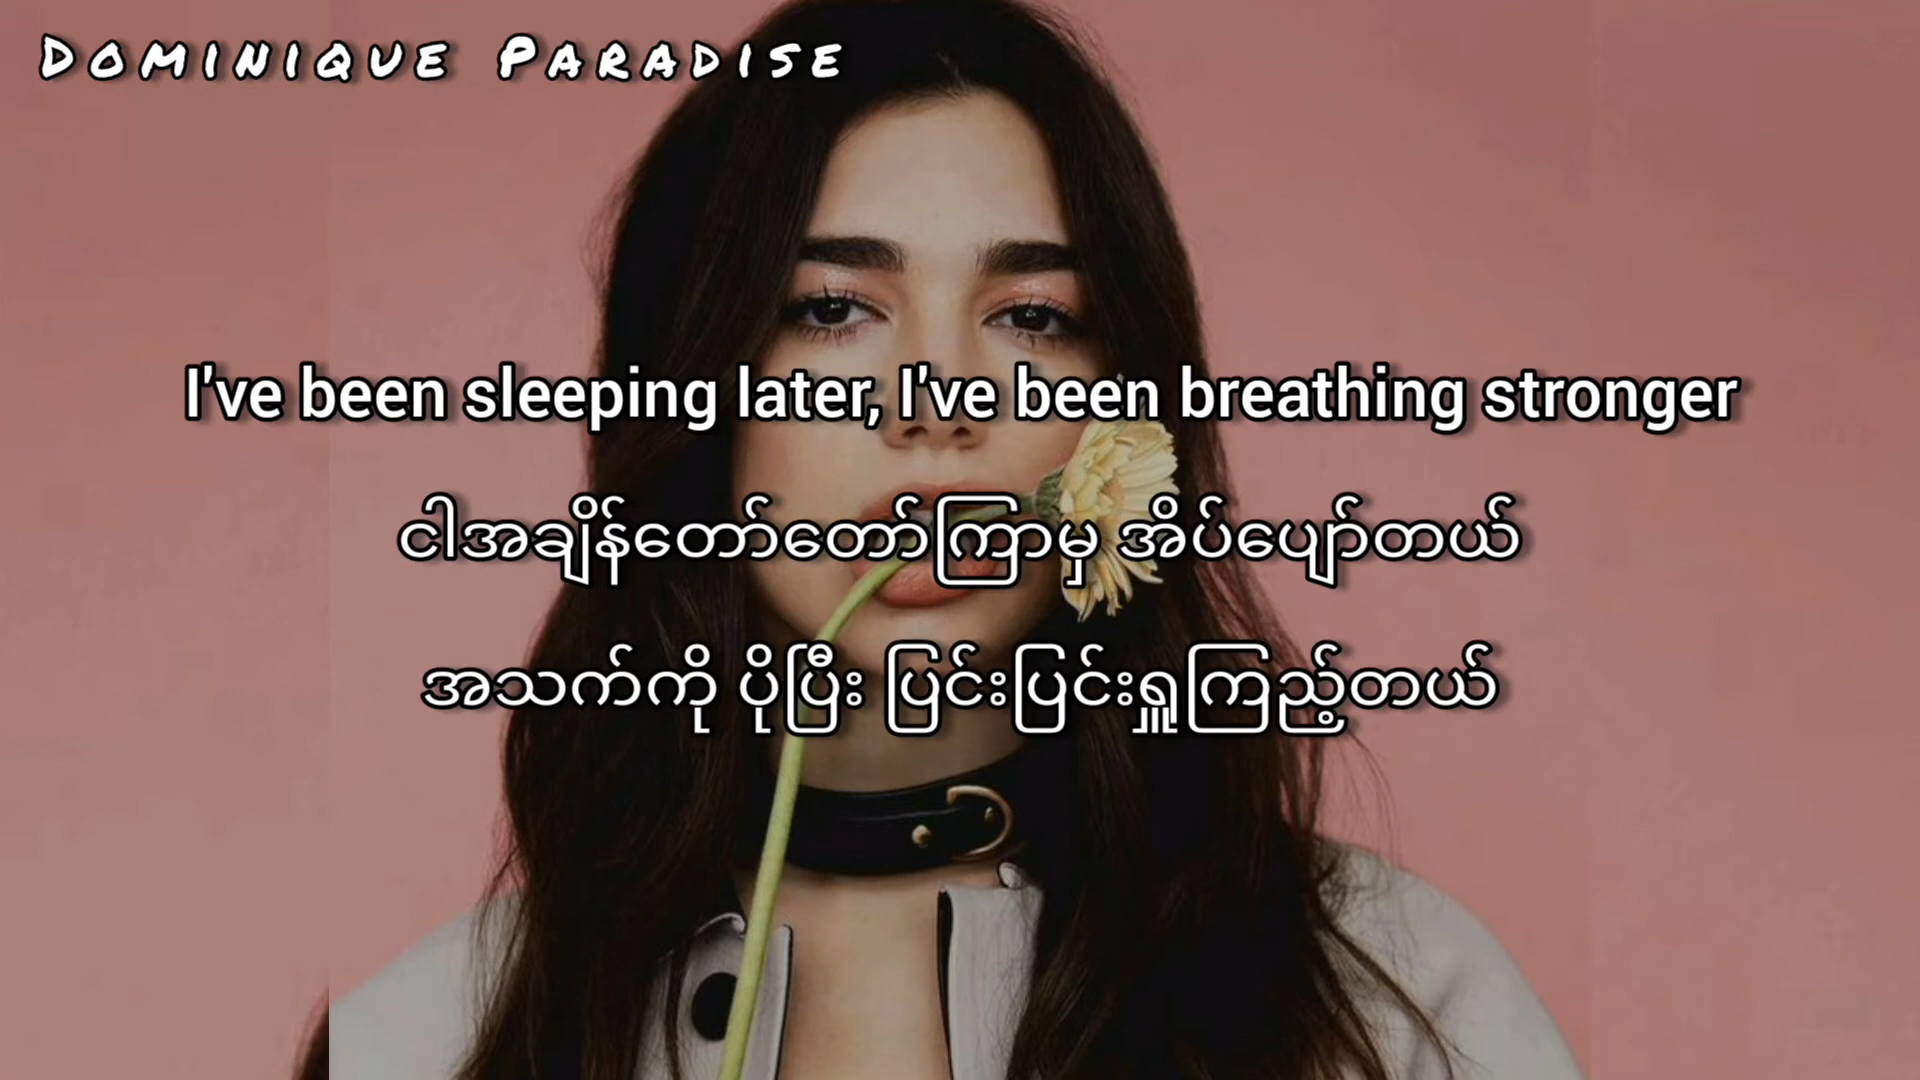 Dominique Paradise
I've been sleeping later, I've been breathing stronger
ငါအချိန်တော်တော်ကြာမှ အိပ်ပျော်တယ်
အသက်ကို ပိုပြီး ပြင်းပြင်းရှူကြည့်တယ်